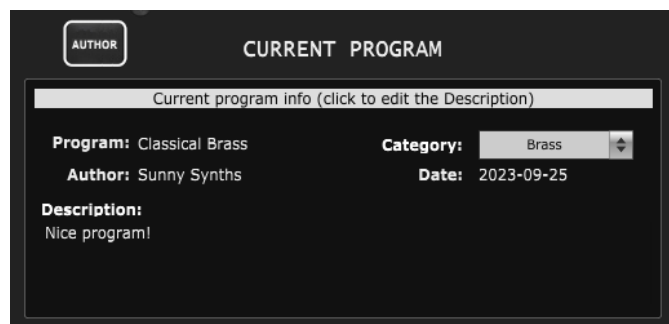 AUTHOR
CURRENT PROGRAM
Current program info (click to edit the Description)
Program: Classical Brass
Category: Brass
Author: Sunny Synths
Date: 2023-09-25
Description:
Nice program!